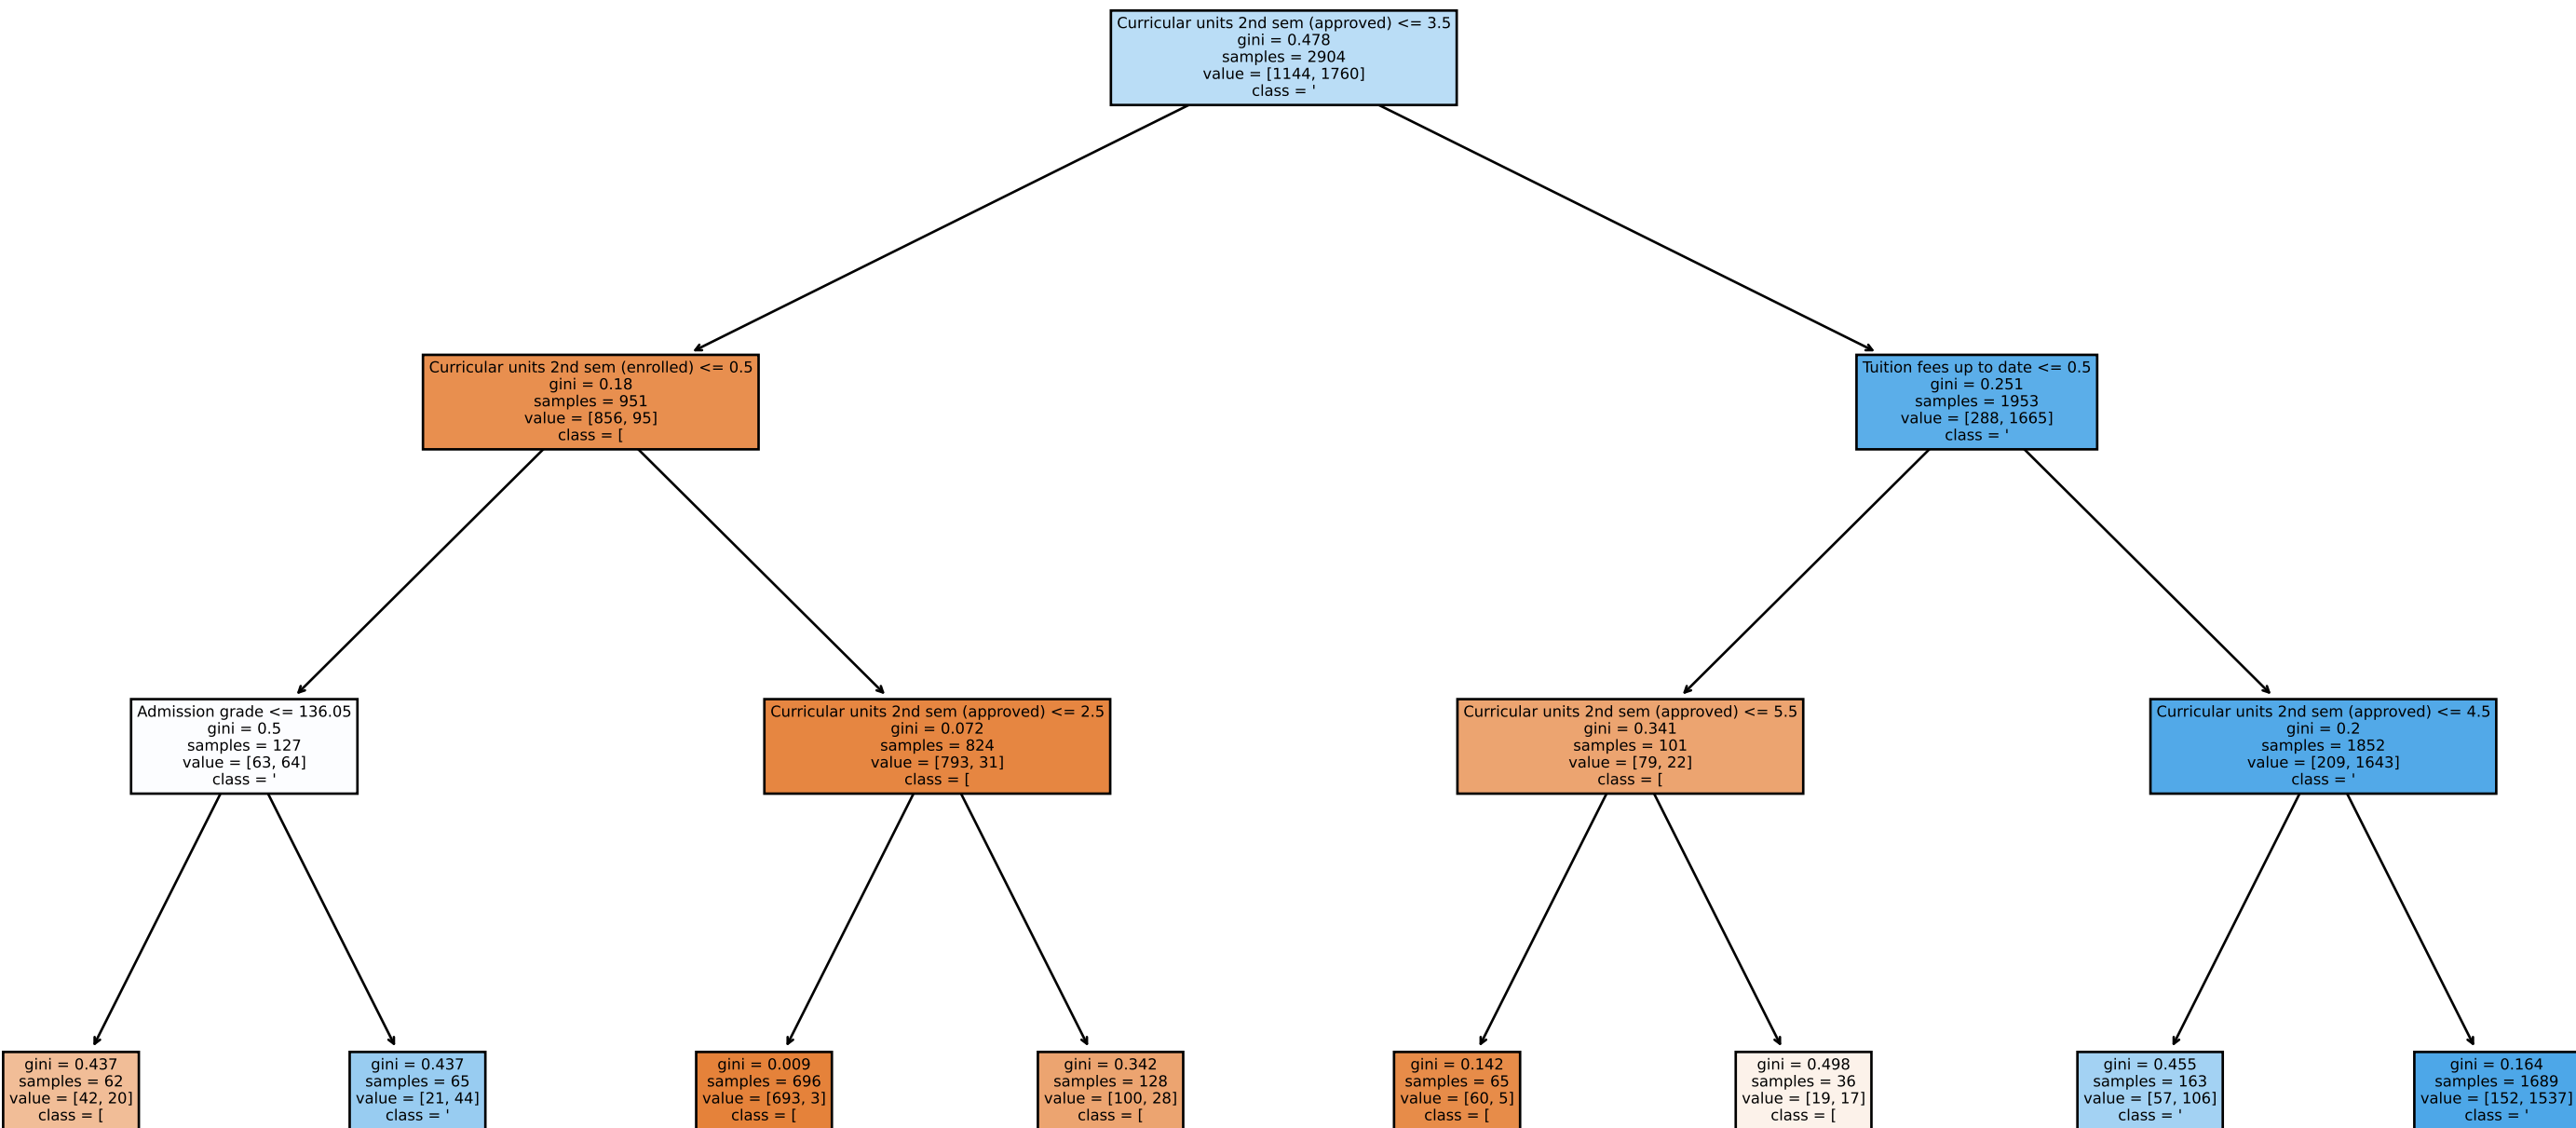 Curricular units 2nd sem (approved) <= 3.5
gini = 0.478
samples = 2904
value = [1144, 1760]
class = '
Curricular units 2nd sem (enrolled) <= 0.5
gini = 0.18
samples = 951
value = [856, 95]
class = [
Tuition fees up to date <= 0.5
gini = 0.251
samples = 1953
value = [288, 1665]
class = '
Admission grade <= 136.05
gini = 0.5
samples = 127
value = [63, 64]
class = '
Curricular units 2nd sem (approved) <= 2.5
gini = 0.072
samples = 824
value = [793, 31]
class = [
Curricular units 2nd sem (approved) <= 5.5
gini = 0.341
samples = 101
value = [79, 22]
class = [
Curricular units 2nd sem (approved) <= 4.5
gini = 0.2
samples = 1852
value = [209, 1643]
class = '
gini = 0.437
samples = 62
value = [42, 20]
class = [
gini = 0.437
samples = 65
value = [21, 44]
class = '
gini = 0.009
samples = 696
value = [693, 3]
class = [
gini = 0.342
samples = 128
value = [100, 28]
class = [
gini = 0.142
samples = 65
value = [60, 5]
class = [
gini = 0.498
samples = 36
value = [19, 17]
class = [
gini = 0.455
samples = 163
value = [57, 106]
class = '
gini = 0.164
samples = 1689
value = [152, 1537]
class = '